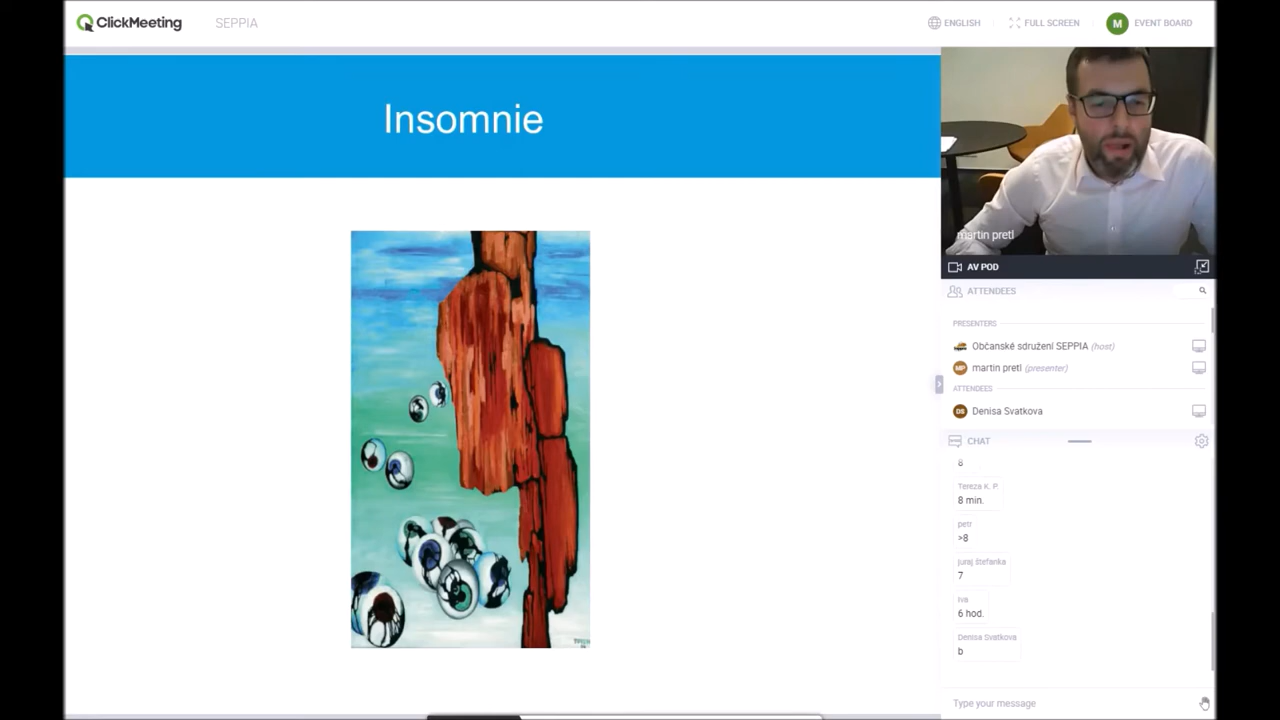 ClickMeeting
SEPPIA
ENGLISH
FULL SCREEN
M
EVENT BOARD
Insomnie
martin pretl
AV POD
ATTENDEES
PRESENTERS
Občanské sdružení SEPPIA (host)
MP
martin pretl (presenter)
ATTENDEES
DS
Denisa Svatkova
CHAT
8
Tereza K. P.
8 min.
petr
>8
juraj štefanka
7
Iva
6 hod.
Denisa Svatkova
b
Type your message